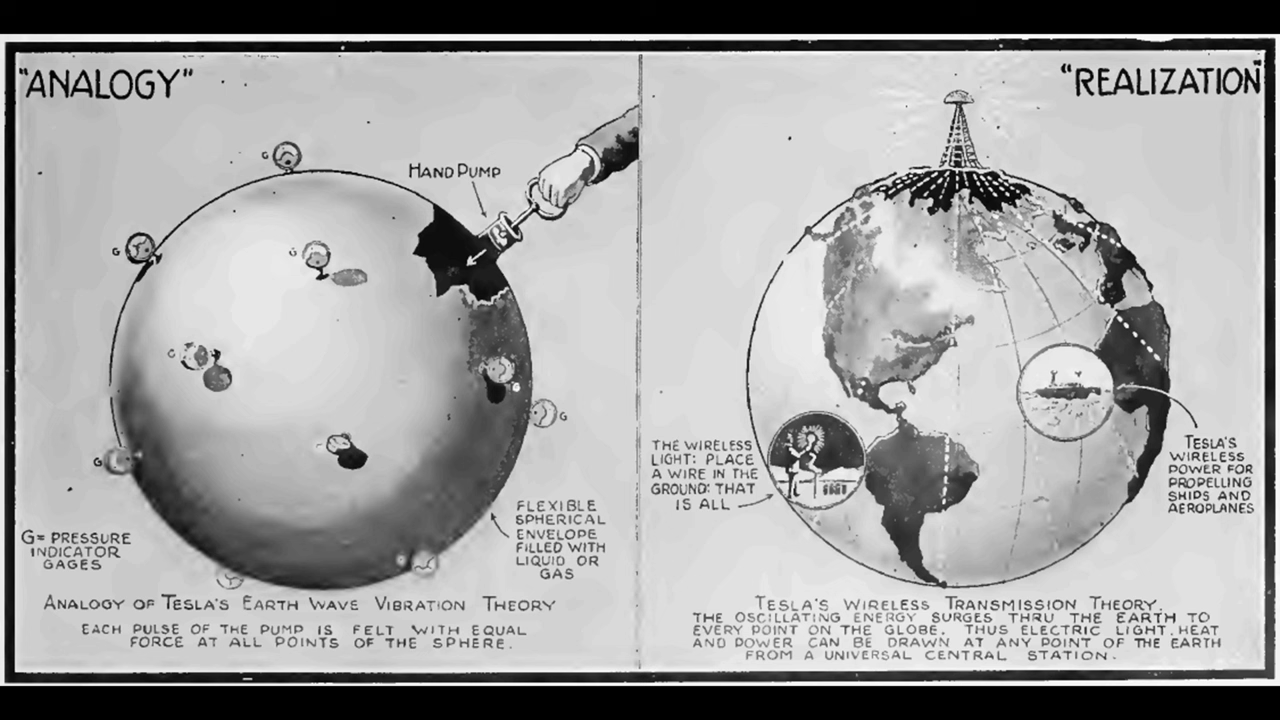 "ANALOGY"
HAND PUMP
G
G
G
G
G
G
G
G= PRESSURE
INDICATOR
GAGES
FLEXIBLE
SPHERICAL
ENVELOPE
FILLED WITH
LIQUID OR
GAS
ANALOGY OF TESLA'S EARTH WAVE VIBRATION THEORY
EACH PULSE OF THE PUMP IS FELT WITH EQUAL
FORCE AT ALL POINTS OF THE SPHERE.
"REALIZATION"
THE WIRELESS
LIGHT: PLACE
A WIRE IN THE
GROUND: THAT
IS ALL
TESLA'S
WIRELESS
POWER FOR
PROPELLING
SHIPS AND
AEROPLANES
TESLA'S WIRELESS TRANSMISSION THEORY.
THE OSCILLATING ENERGY SURGES THRU THE EARTH TO
EVERY POINT ON THE GLOBE. THUS ELECTRIC LIGHT, HEAT
AND POWER CAN BE DRAWN AT ANY POINT OF THE EARTH
FROM A UNIVERSAL CENTRAL STATION.